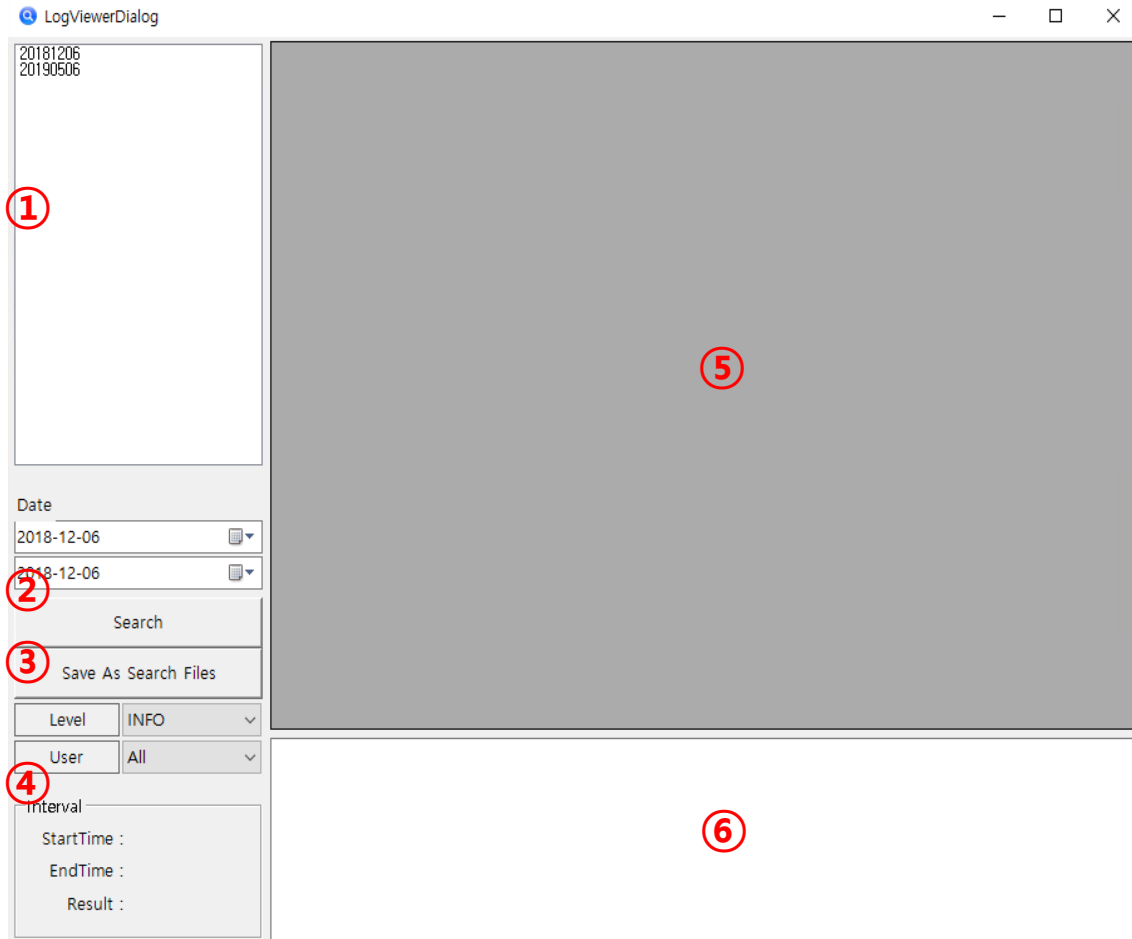 LogViewerDialog
20181206
20190506
①
⑤
Date
2018-12-06
2018-12-06
②
Search
③
Save As Search Files
Level INFO
User All
④
Interval
StartTime :
EndTime :
Result :
⑥